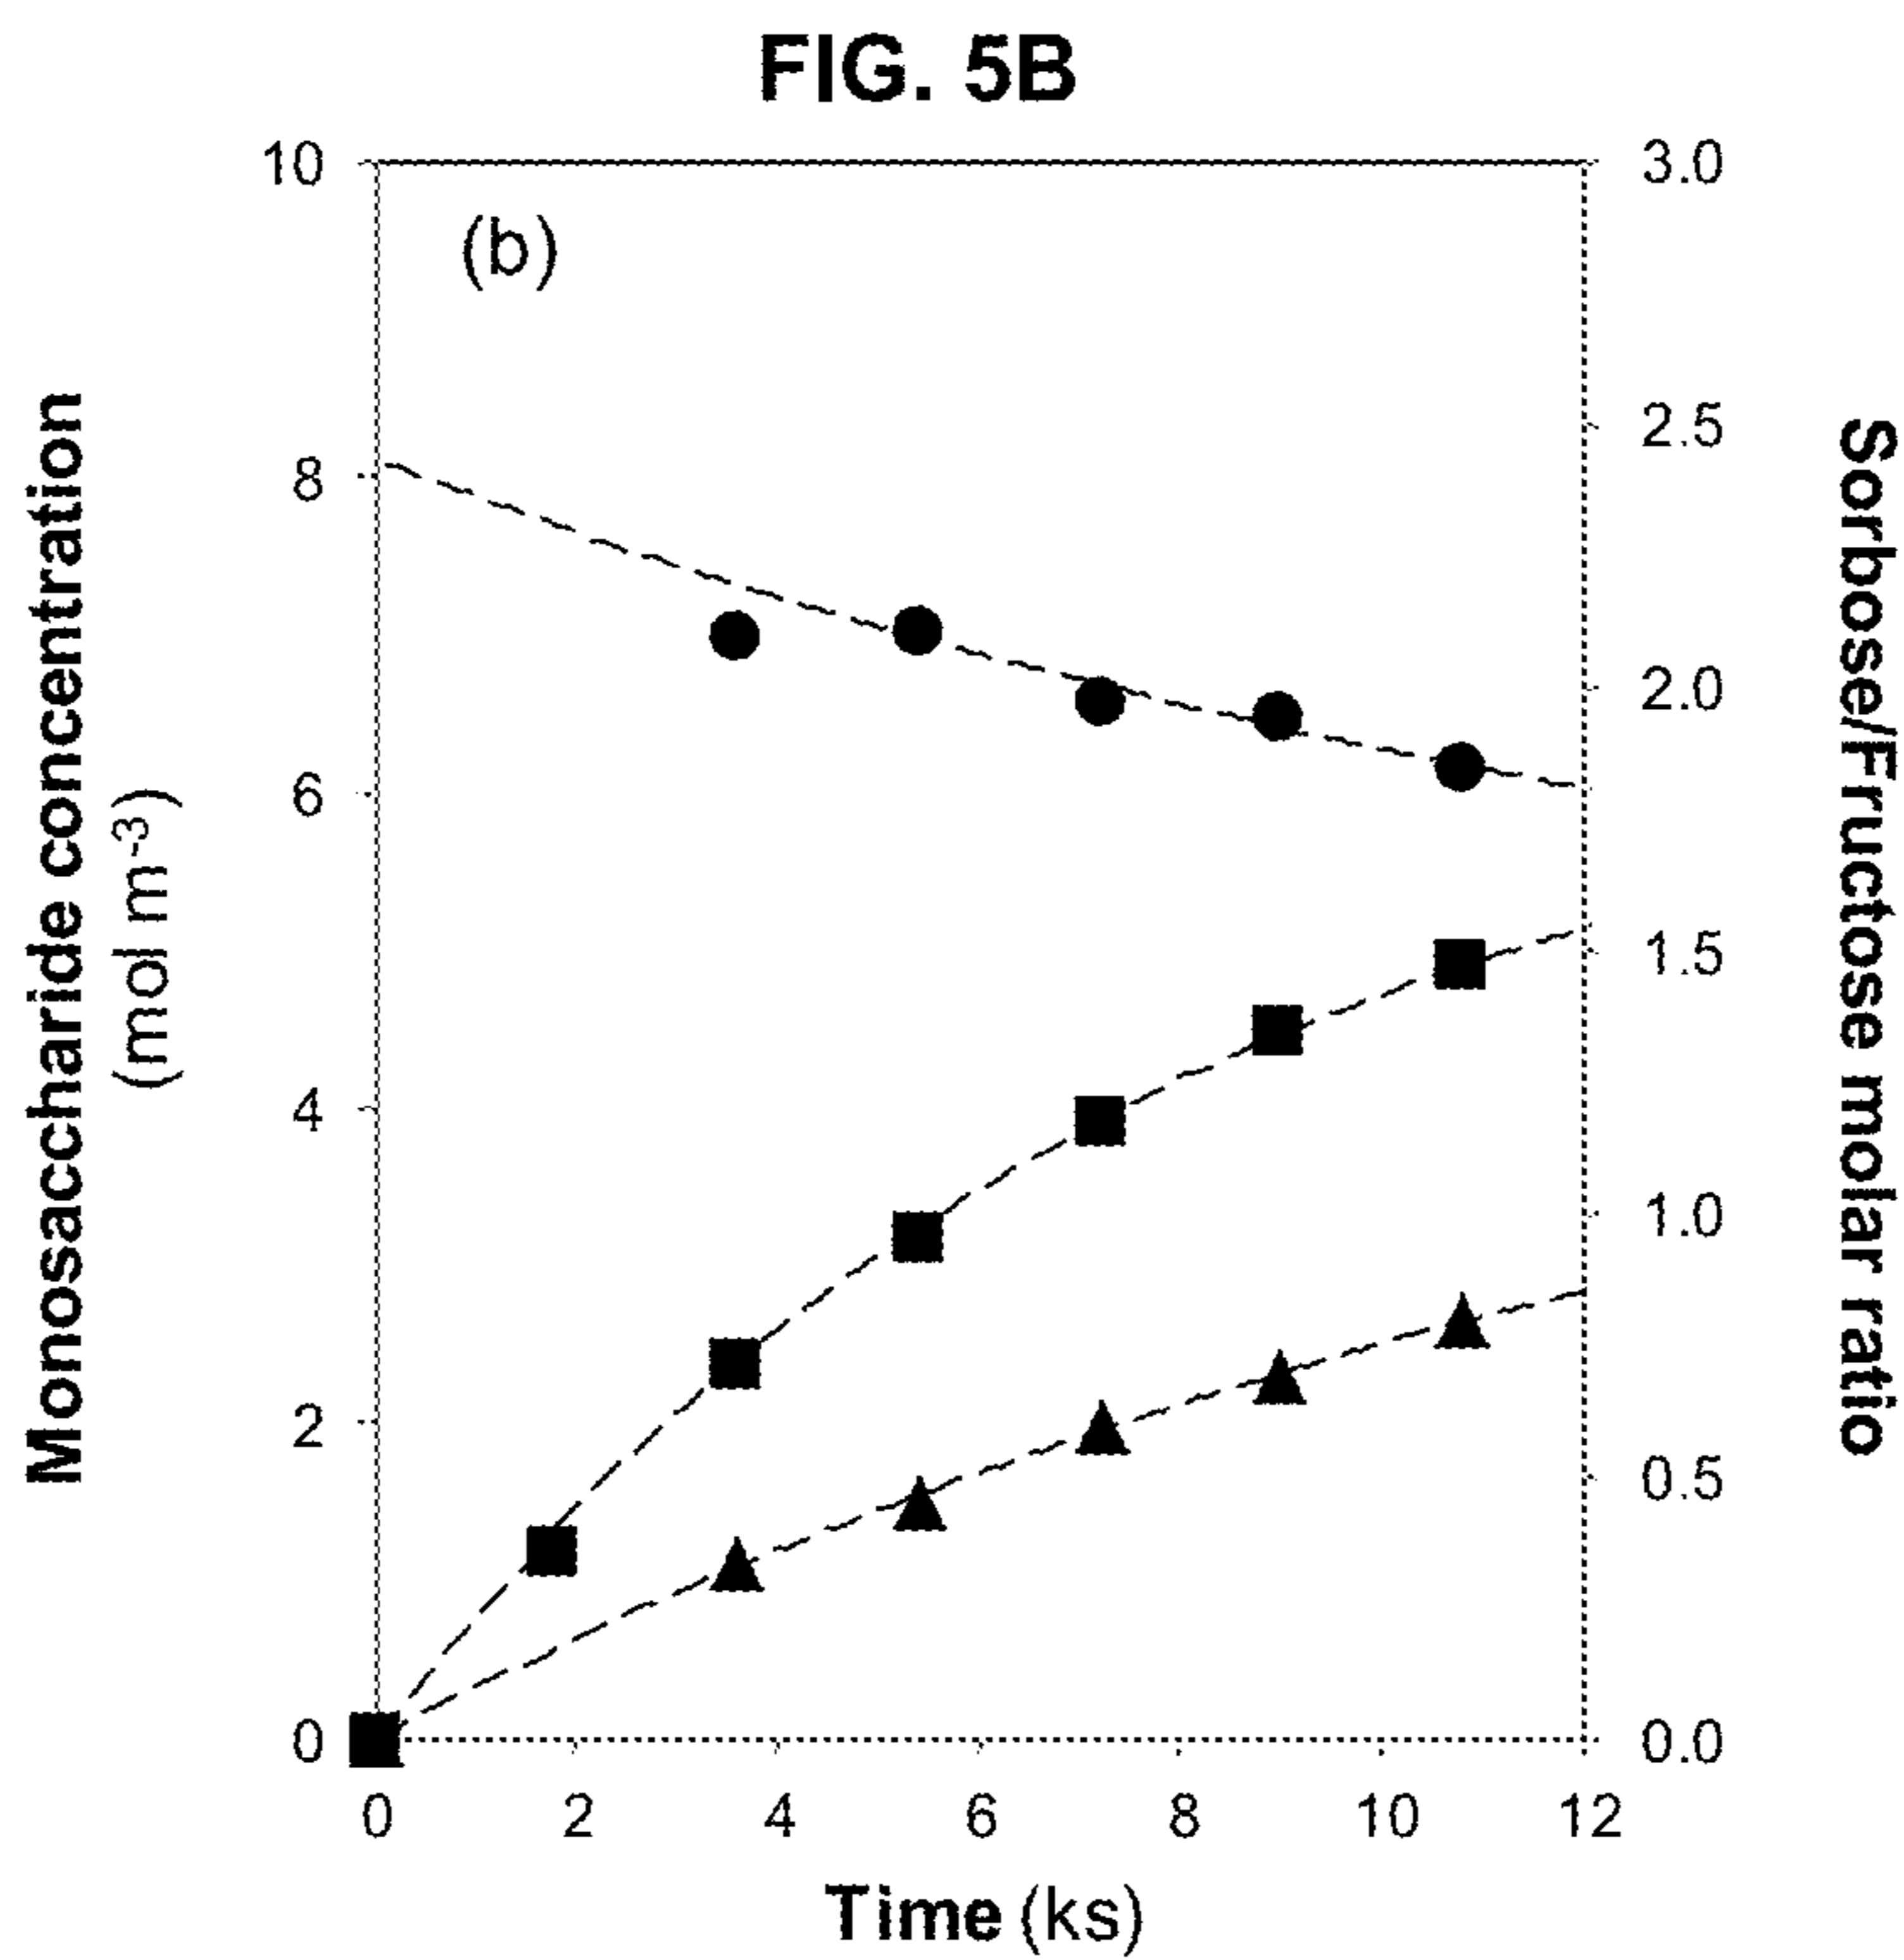 FIG. 5B
(b)
Monosaccharide concentration
(mol m-3)
10
8
6
4
2
0
3.0
2.5
2.0
1.5
1.0
0.5
0.0
Sorbose/Fructose molar ratio
0 2 4 6 8 10 12
Time (ks)